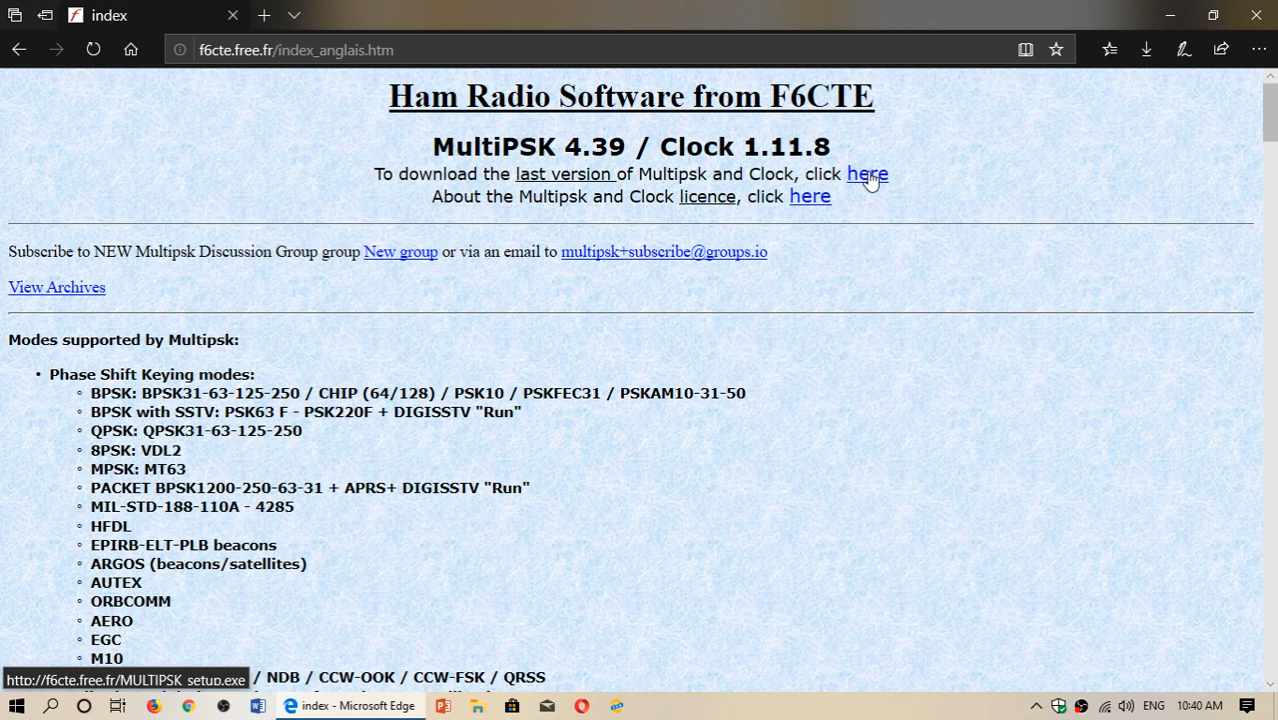 index
f6cte.free.fr/index_anglais.htm
Ham Radio Software from F6CTE
MultiPSK 4.39 / Clock 1.11.8
To download the last version of Multipsk and Clock, click here
About the Multipsk and Clock licence, click here
Subscribe to NEW Multipsk Discussion Group group New group or via an email to multipsk+subscribe@groups.io
View Archives
Modes supported by Multipsk:
• Phase Shift Keying modes:
◦ BPSK: BPSK31-63-125-250 / CHIP (64/128) / PSK10 / PSKFEC31 / PSKAM10-31-50
◦ BPSK with SSTV: PSK63 F - PSK220F + DIGISSTV "Run"
◦ QPSK: QPSK31-63-125-250
◦ 8PSK: VDL2
◦ MPSK: MT63
◦ PACKET BPSK1200-250-63-31 + APRS+ DIGISSTV "Run"
◦ MIL-STD-188-110A - 4285
◦ HFDL
◦ EPIRB-ELT-PLB beacons
◦ ARGOS (beacons/satellites)
◦ AUTEX
◦ ORBCOMM
◦ AERO
◦ EGC
◦ M10
http://f6cte.free.fr/MULTIPSK_setup.exe / NDB / CCW-OOK / CCW-FSK / QRSS
index - Microsoft Edge
ENG
10:40 AM